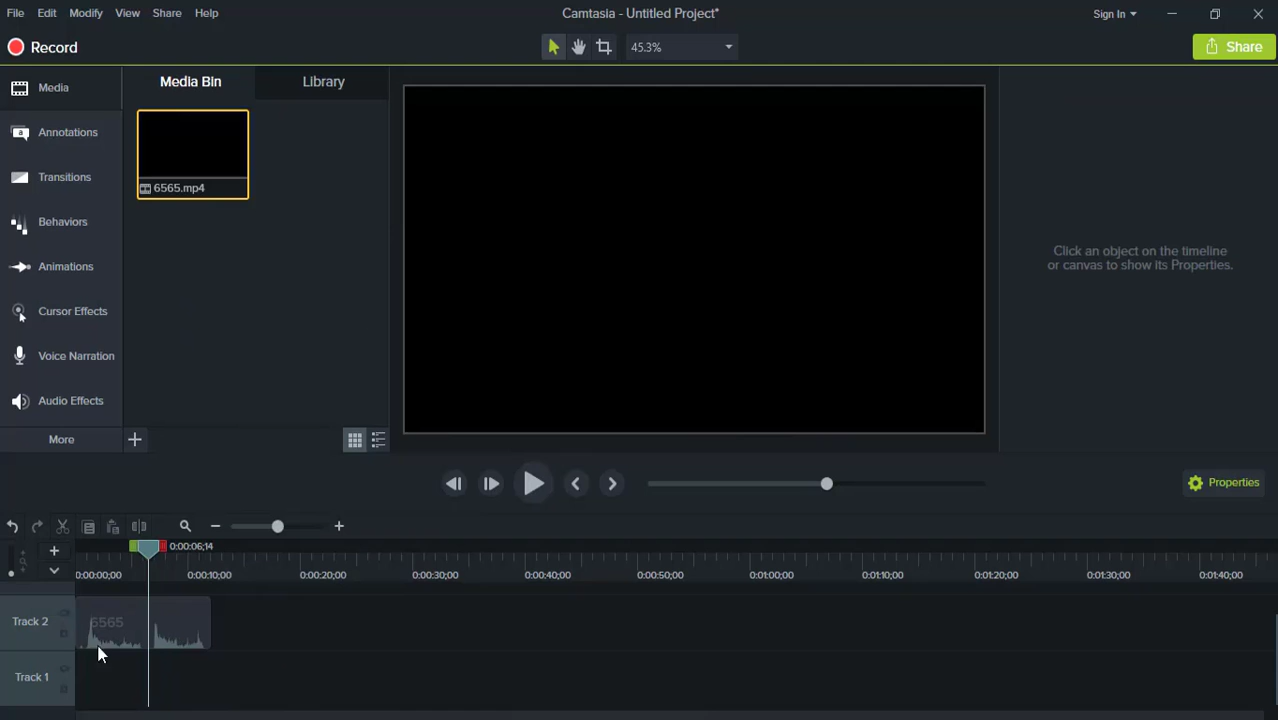 File Edit Modify View Share Help
Camtasia - Untitled Project*
Sign In
Record
45.3%
Share
Media
Annotations
Transitions
Behaviors
Animations
Cursor Effects
Voice Narration
Audio Effects
More
Media Bin
Library
6565.mp4
Click an object on the timeline
or canvas to show its Properties.
Properties
0:00:06;14
0:00:00;00 0:00:10;00 0:00:20;00 0:00:30;00 0:00:40;00 0:00:50;00 0:01:00;00 0:01:10;00 0:01:20;00 0:01:30;00 0:01:40;00
Track 2
6565
Track 1